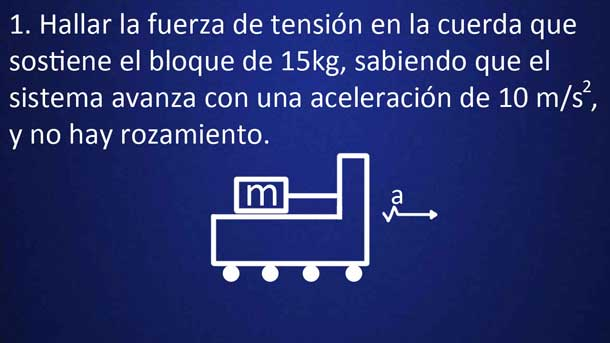 1. Hallar la fuerza de tensión en la cuerda que
sostiene el bloque de 15kg, sabiendo que el
sistema avanza con una aceleración de 10 m/s²,
y no hay rozamiento.
m
a